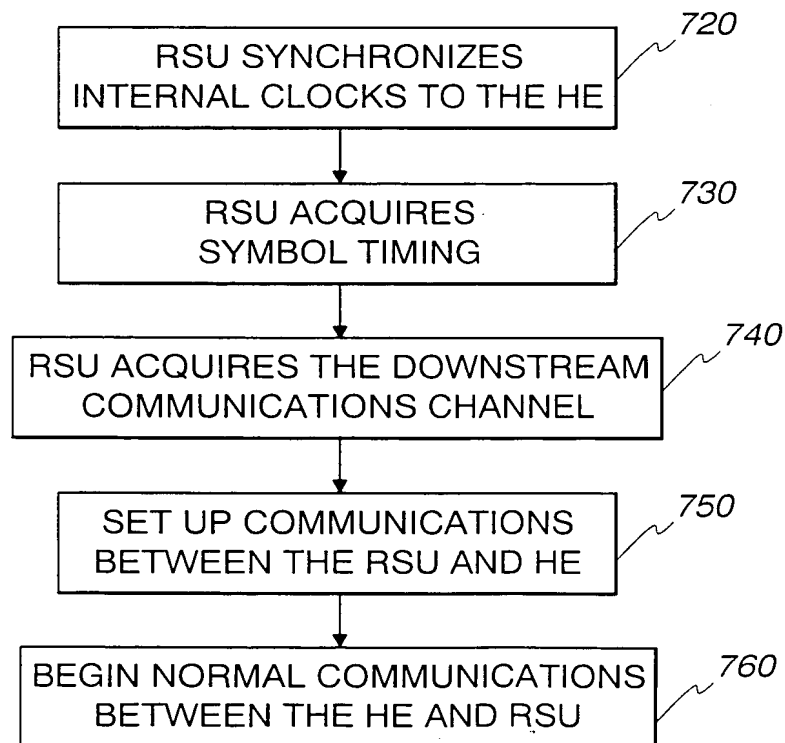 720
RSU SYNCHRONIZES
INTERNAL CLOCKS TO THE HE
730
RSU ACQUIRES
SYMBOL TIMING
740
RSU ACQUIRES THE DOWNSTREAM
COMMUNICATIONS CHANNEL
750
SET UP COMMUNICATIONS
BETWEEN THE RSU AND HE
760
BEGIN NORMAL COMMUNICATIONS
BETWEEN THE HE AND RSU